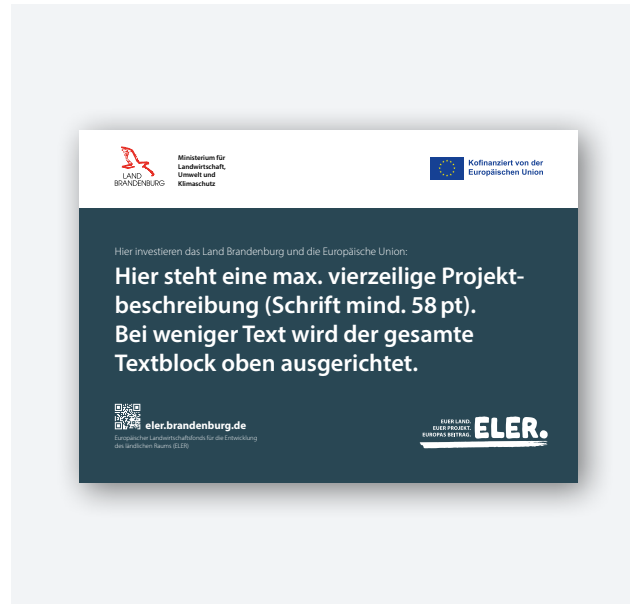 LAND
BRANDENBURG
Ministerium für
Landwirtschaft,
Umwelt und
Klimaschutz
Kofinanziert von der
Europäischen Union
Hier investieren das Land Brandenburg und die Europäische Union:
Hier steht eine max. vierzeilige Projekt-
beschreibung (Schrift mind. 58 pt).
Bei weniger Text wird der gesamte
Textblock oben ausgerichtet.
eler.brandenburg.de
Europäischer Landwirtschaftsfonds für die Entwicklung
des ländlichen Raums (ELER)
EUER LAND.
EUER PROJEKT.
EUROPAS BEITRAG.
ELER.